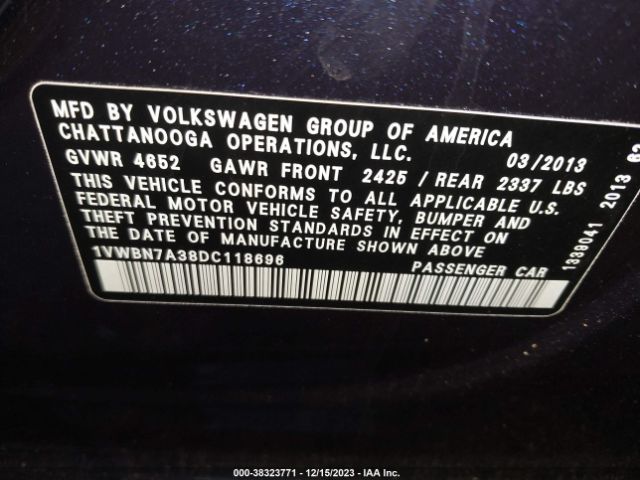 MFD BY VOLKSWAGEN GROUP OF AMERICA
CHATTANOOGA OPERATIONS, LLC. 03/2013
GVWR 4652 GAWR FRONT 2425 / REAR 2337 LBS
THIS VEHICLE CONFORMS TO ALL APPLICABLE U.S.
FEDERAL MOTOR VEHICLE SAFETY, BUMPER AND
THEFT PREVENTION STANDARDS IN EFFECT ON
THE DATE OF MANUFACTURE SHOWN ABOVE.
1VWBN7A38DC118696 PASSENGER CAR
1339041 2013
000-38323771 - 12/15/2023 - IAA Inc.